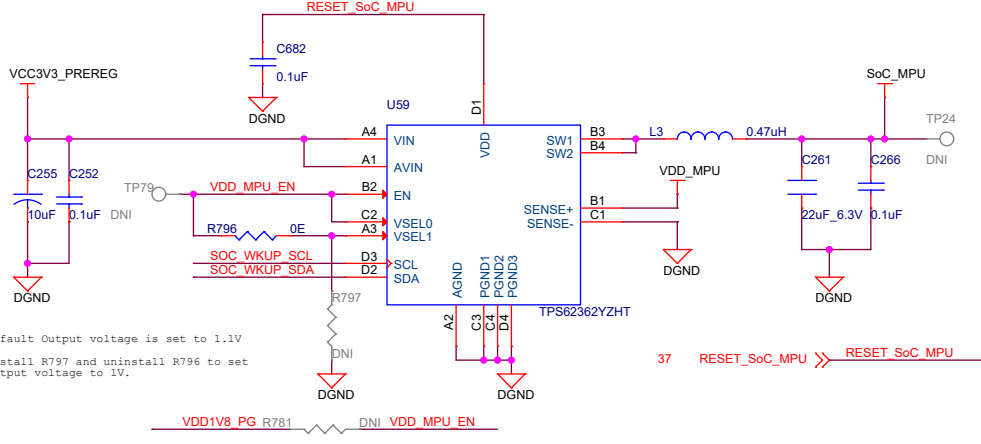 RESET_SoC_MPU
C682
0.1uF
DGND
VCC3V3_PREREG
SoC_MPU
U59
D1
VDD
TP24
DNI
A4
VIN
A1
AVIN
SW1
B3
SW2
B4
L3
0.47uH
C255
10uF
C252
0.1uF
DNI
TP79
VDD_MPU_EN
B2
EN
C2
VSEL0
A3
VSEL1
R796
0E
SENSE+
B1
SENSE-
C1
VDD_MPU
C261
22uF_6.3V
C266
0.1uF
SOC_WKUP_SCL
D3
SCL
SOC_WKUP_SDA
D2
SDA
DGND
DGND
DGND
AGND
PGND1
PGND2
PGND3
A2
C3
C4
D4
TPS62362YZHT
R797
DNI
DGND
DGND
fault Output voltage is set to 1.1V
stall R797 and uninstall R796 to set
tput voltage to 1V.
37
RESET_SoC_MPU
RESET_SoC_MPU
VDD1V8_PG
R781
DNI
VDD_MPU_EN